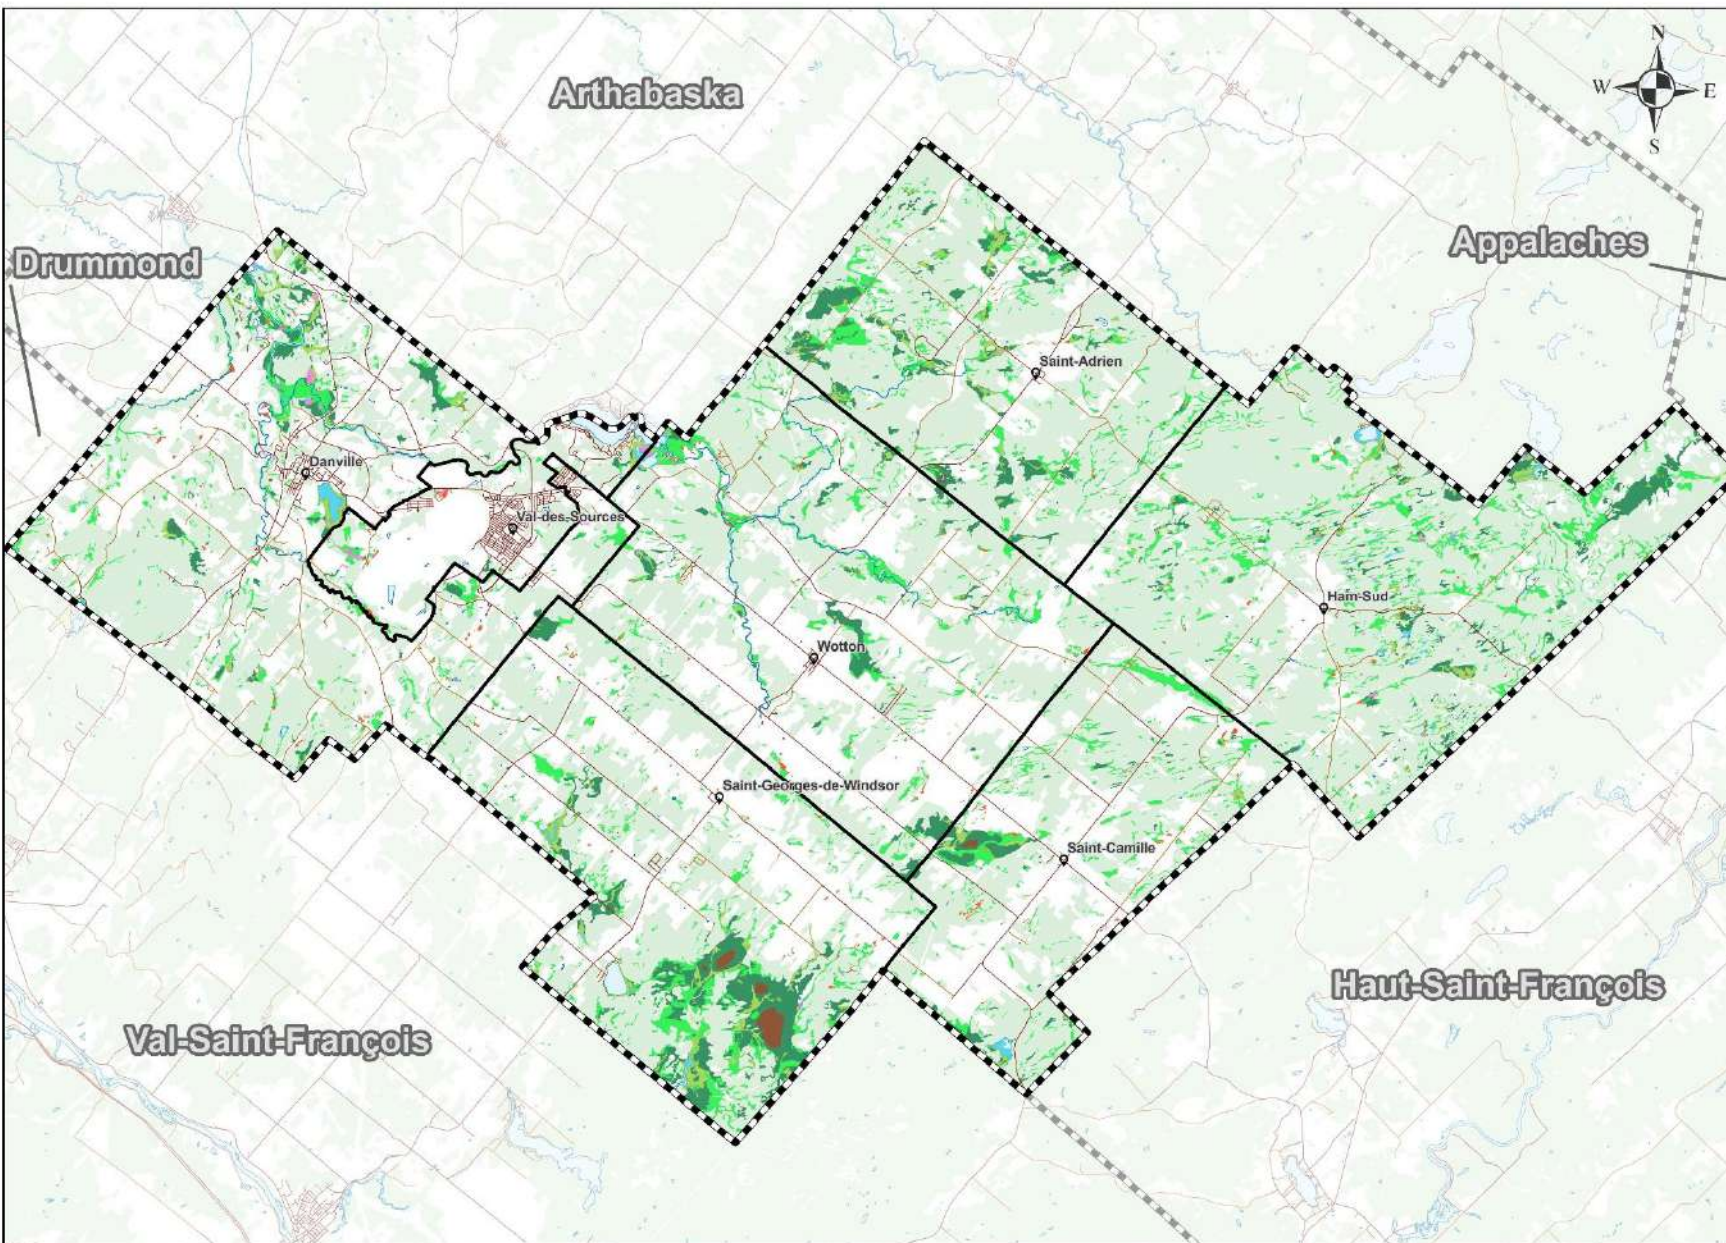 N
Arthabaska
W E
S
Appalaches
Drummond
Saint-Adrien
Danville
Val-des-Sources
Ham-Sud
Wotton
Saint-Georges-de-Windsor
Saint-Camille
Haut-Saint-François
Val-Saint-François